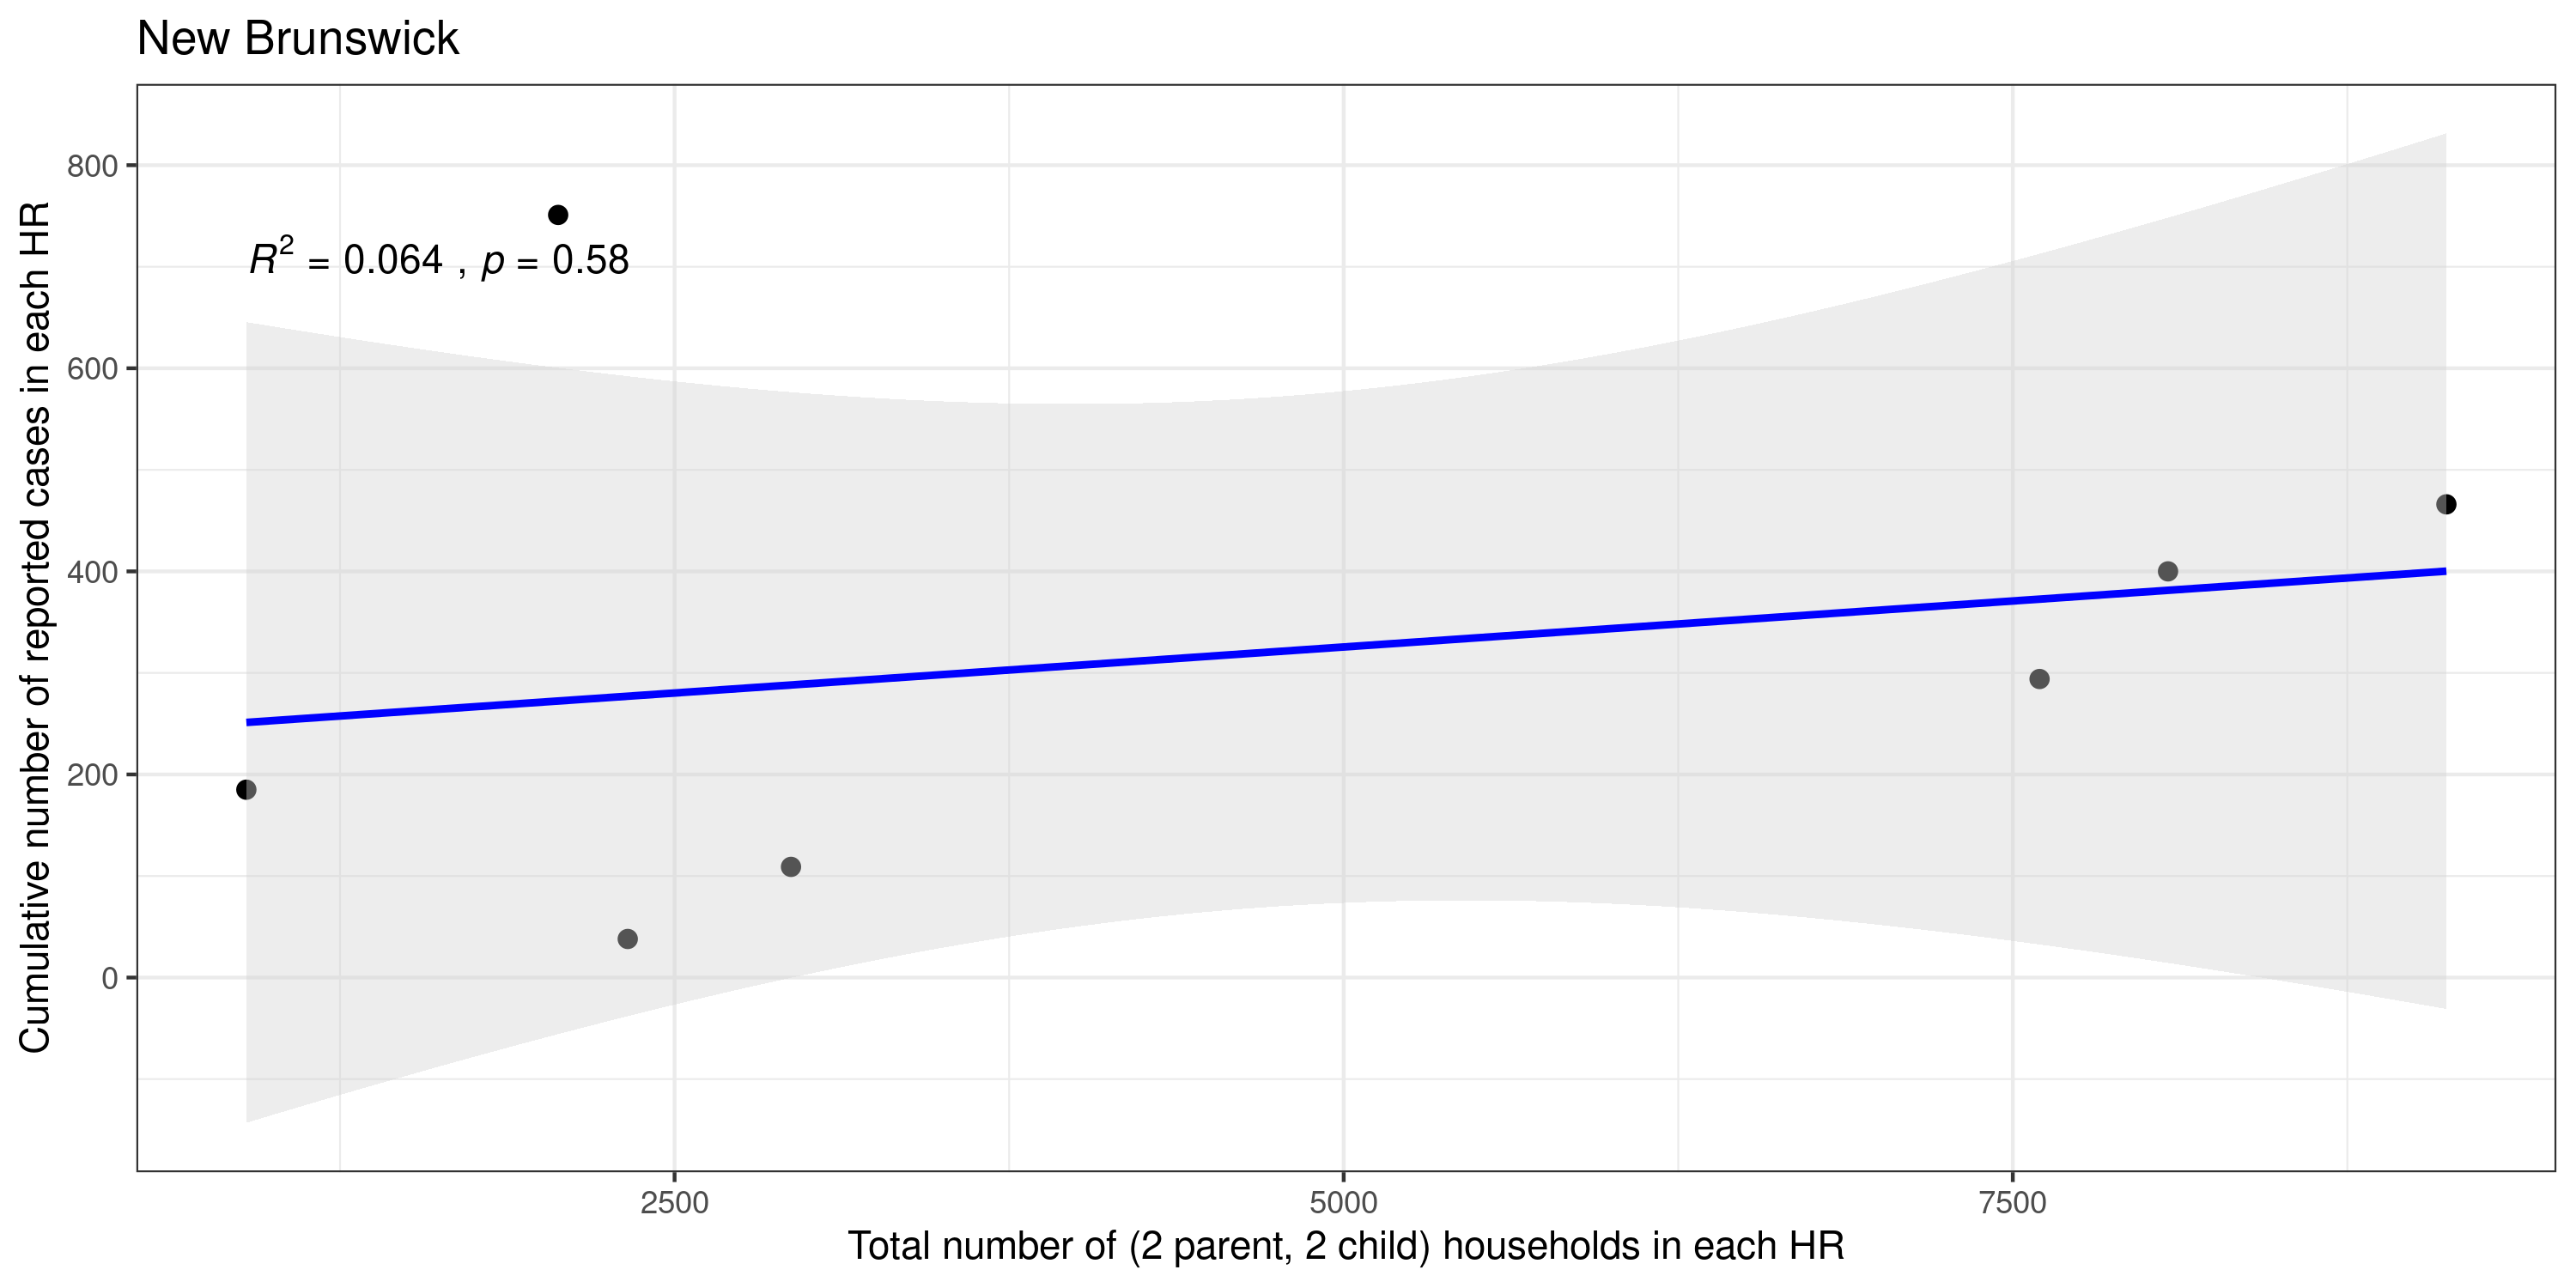 New Brunswick
Cumulative number of reported cases in each HR
800
600
400
200
0
R² = 0.064 , p = 0.58
2500 5000 7500
Total number of (2 parent, 2 child) households in each HR